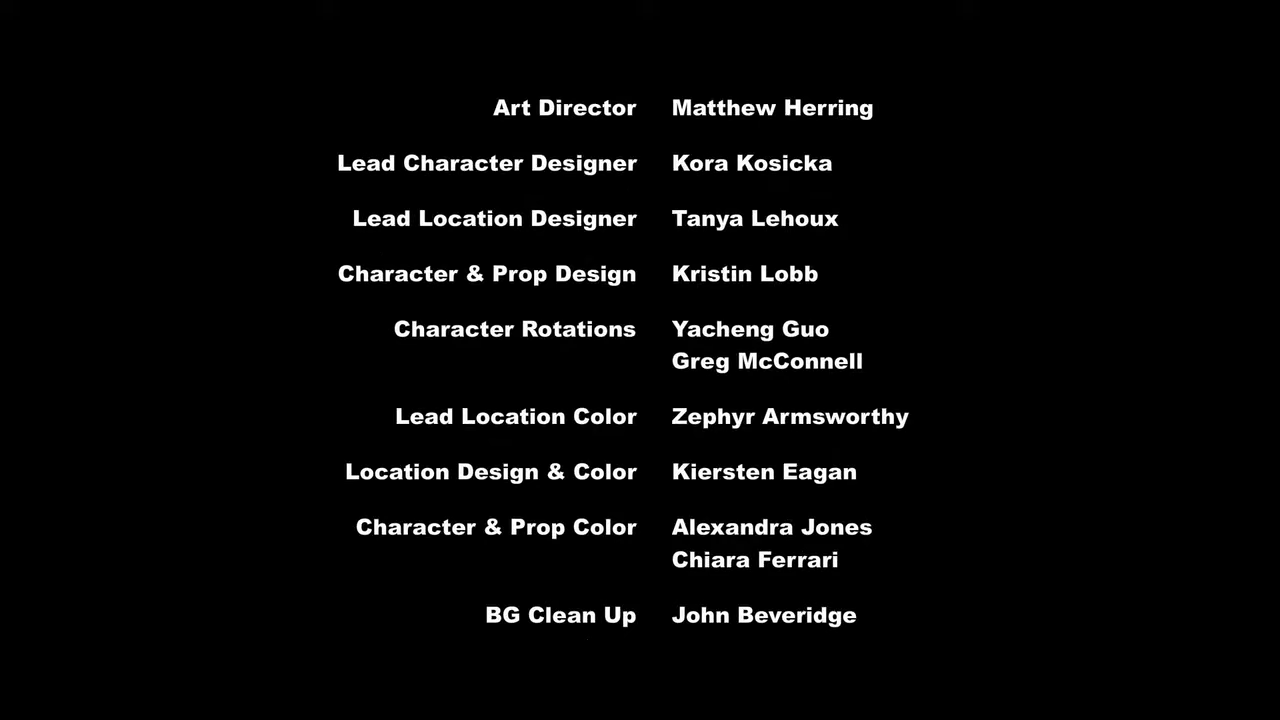 Art Director Matthew Herring
Lead Character Designer Kora Kosicka
Lead Location Designer Tanya Lehoux
Character & Prop Design Kristin Lobb
Character Rotations Yacheng Guo
Greg McConnell
Lead Location Color Zephyr Armsworthy
Location Design & Color Kiersten Eagan
Character & Prop Color Alexandra Jones
Chiara Ferrari
BG Clean Up John Beveridge